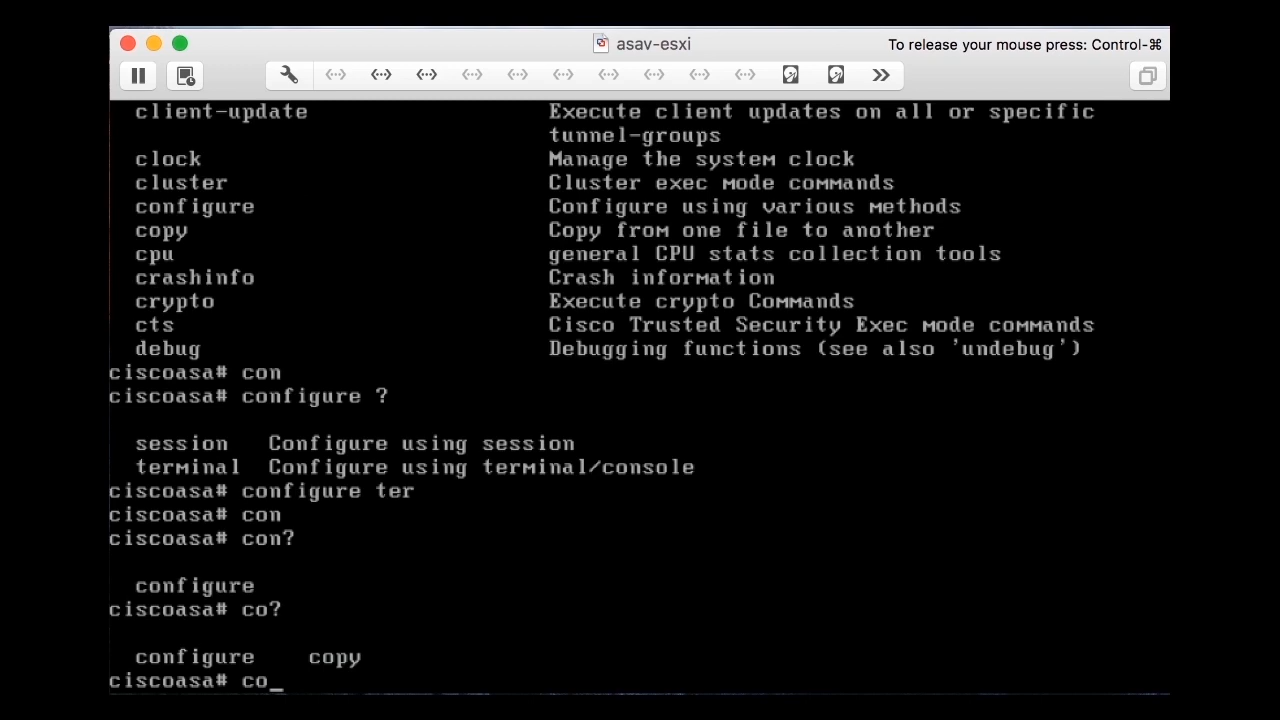 asav-esxi
To release your mouse press: Control-⌘
client-update Execute client updates on all or specific
tunnel-groups
clock Manage the system clock
cluster Cluster exec mode commands
configure Configure using various methods
copy Copy from one file to another
cpu general CPU stats collection tools
crashinfo Crash information
crypto Execute crypto Commands
cts Cisco Trusted Security Exec mode commands
debug Debugging functions (see also 'undebug')
ciscoasa# con
ciscoasa# configure ?
session Configure using session
terminal Configure using terminal/console
ciscoasa# configure ter
ciscoasa# con
ciscoasa# con?
configure
ciscoasa# co?
configure copy
ciscoasa# co_